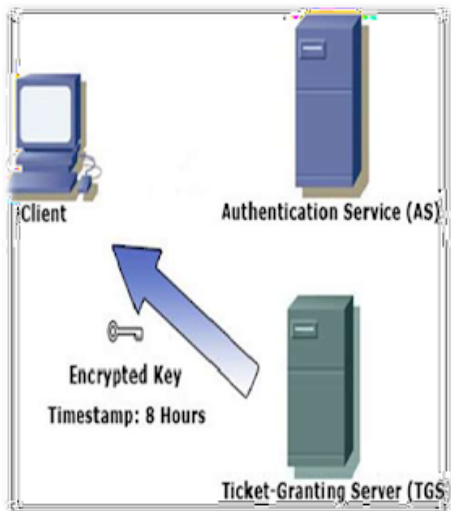 Client
Authentication Service (AS)
Encrypted Key
Timestamp: 8 Hours
Ticket-Granting Server (TGS